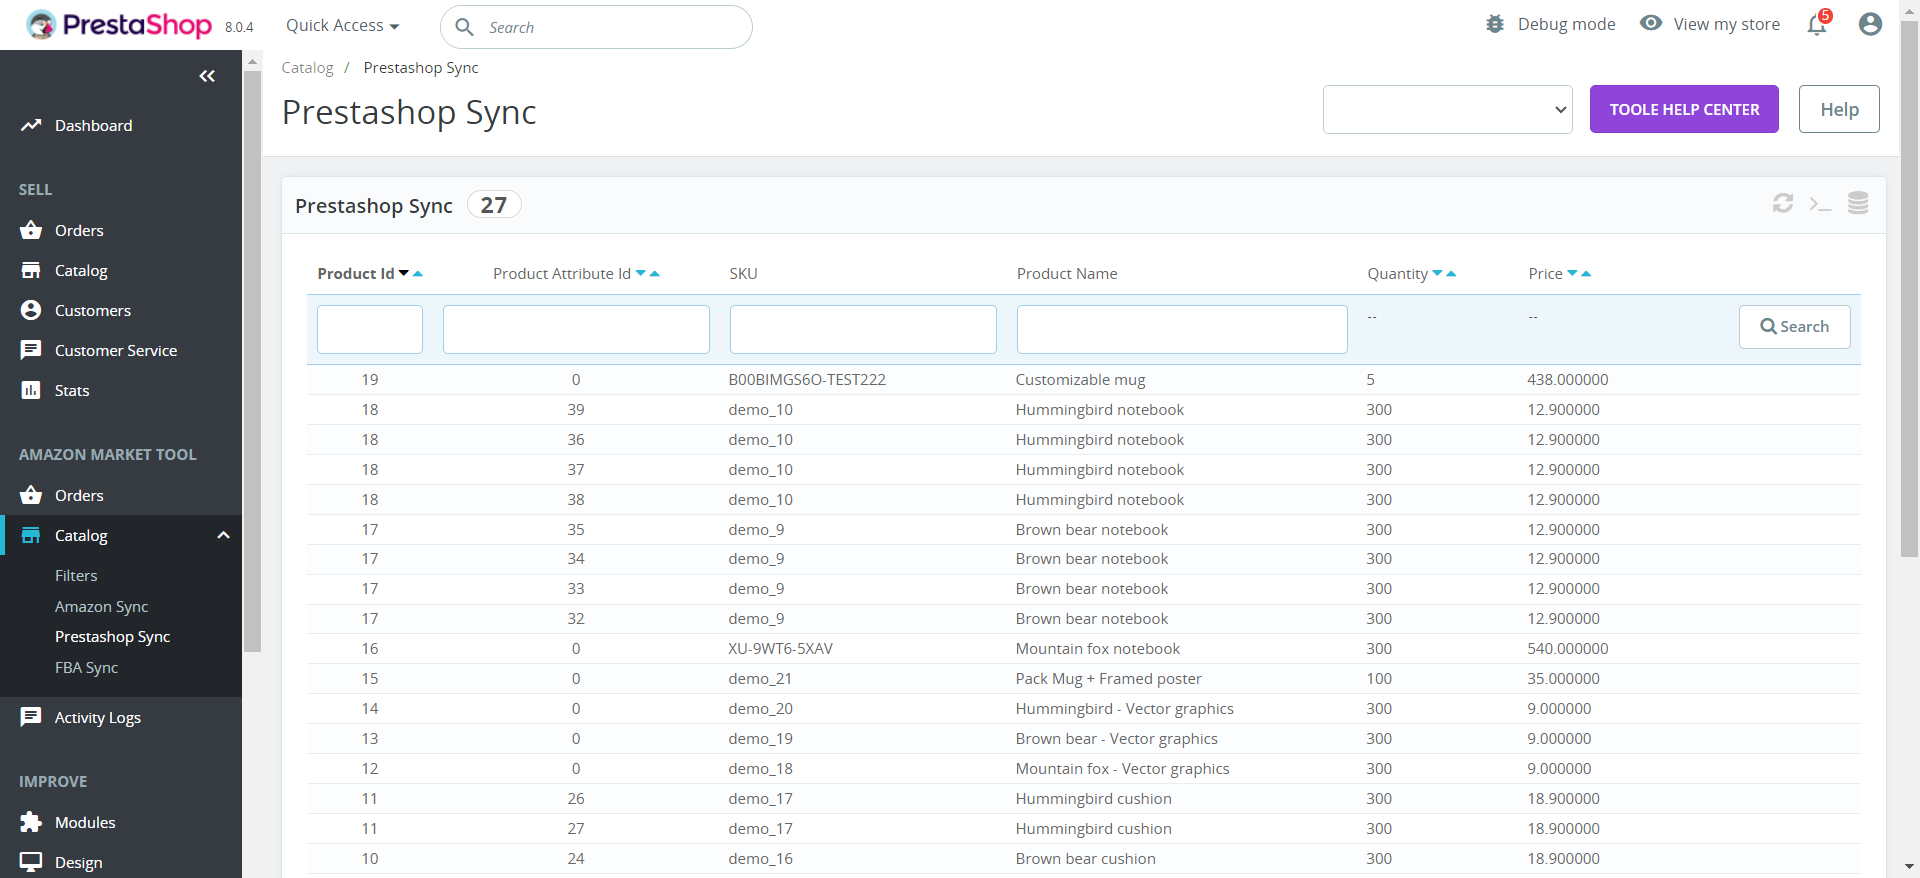 PrestaShop 8.0.4 Quick Access Search Debug mode View my store 5
Catalog / Prestashop Sync
Prestashop Sync
TOOLE HELP CENTER Help
Dashboard
SELL
Orders
Catalog
Customers
Customer Service
Stats
AMAZON MARKET TOOL
Orders
Catalog
Filters
Amazon Sync
Prestashop Sync
FBA Sync
Activity Logs
IMPROVE
Modules
Design
Prestashop Sync 27
Product Id Product Attribute Id SKU Product Name Quantity Price
-- -- Search
19 0 B00BIMGS6O-TEST222 Customizable mug 5 438.000000
18 39 demo_10 Hummingbird notebook 300 12.900000
18 36 demo_10 Hummingbird notebook 300 12.900000
18 37 demo_10 Hummingbird notebook 300 12.900000
18 38 demo_10 Hummingbird notebook 300 12.900000
17 35 demo_9 Brown bear notebook 300 12.900000
17 34 demo_9 Brown bear notebook 300 12.900000
17 33 demo_9 Brown bear notebook 300 12.900000
17 32 demo_9 Brown bear notebook 300 12.900000
16 0 XU-9WT6-5XAV Mountain fox notebook 300 540.000000
15 0 demo_21 Pack Mug + Framed poster 100 35.000000
14 0 demo_20 Hummingbird - Vector graphics 300 9.000000
13 0 demo_19 Brown bear - Vector graphics 300 9.000000
12 0 demo_18 Mountain fox - Vector graphics 300 9.000000
11 26 demo_17 Hummingbird cushion 300 18.900000
11 27 demo_17 Hummingbird cushion 300 18.900000
10 24 demo_16 Brown bear cushion 300 18.900000